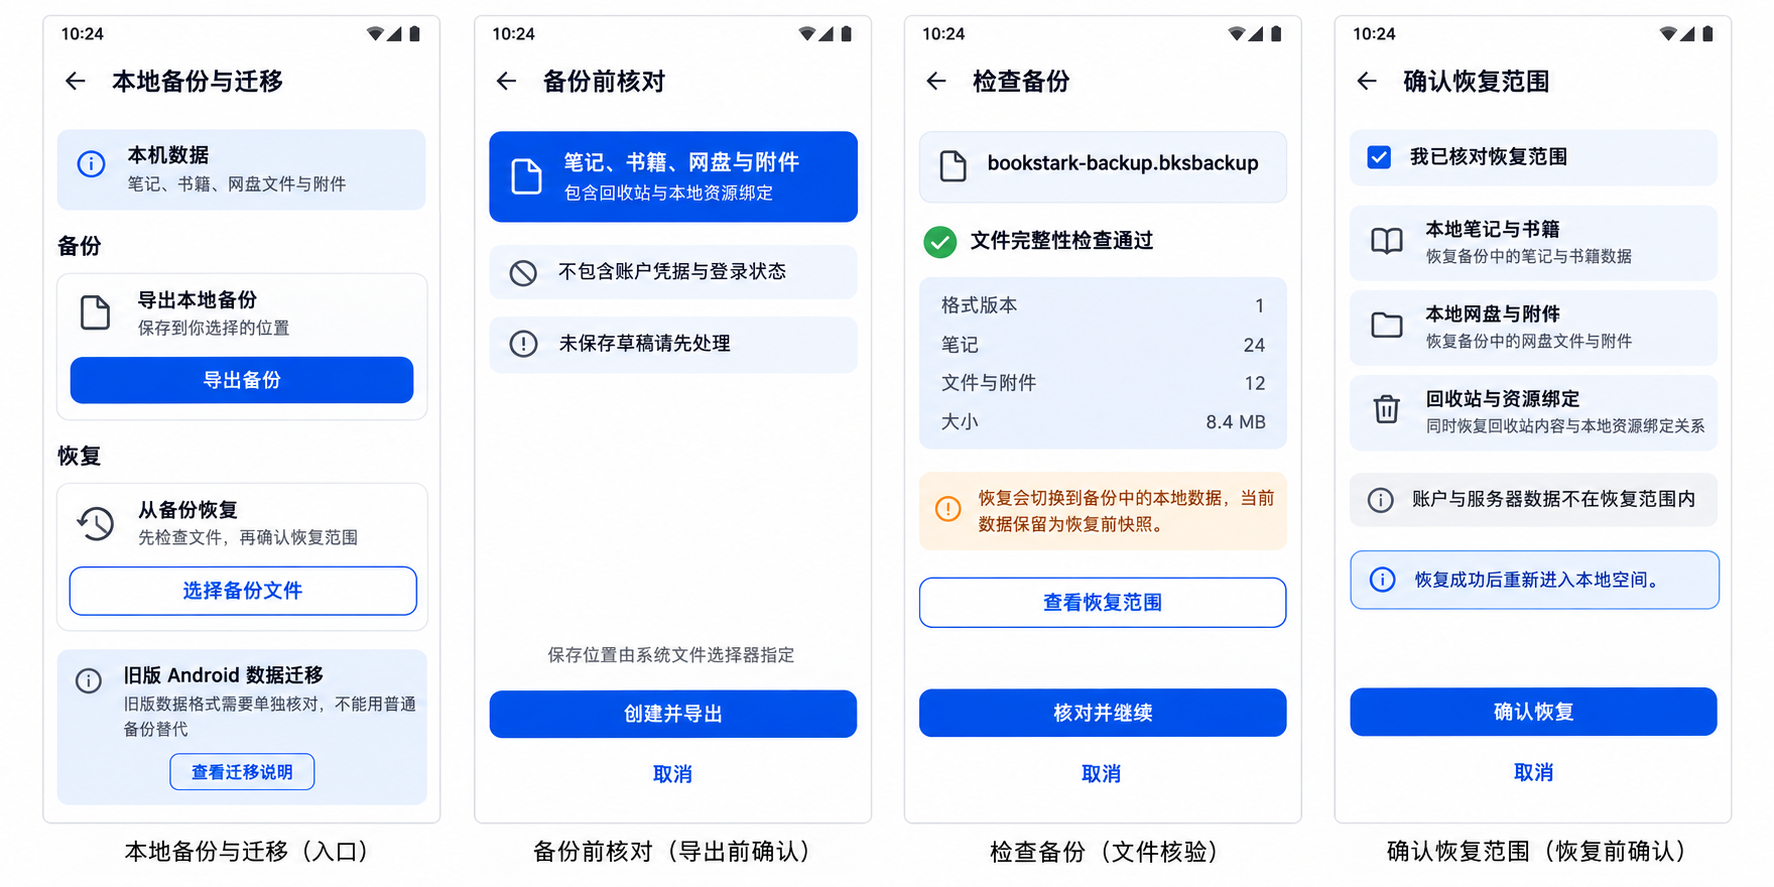 10:24
本地备份与迁移
本机数据
笔记、书籍、网盘文件与附件
备份
导出本地备份
保存到你选择的位置
导出备份
恢复
从备份恢复
先检查文件，再确认恢复范围
选择备份文件
旧版 Android 数据迁移
旧版数据格式需要单独核对，不能用普通
备份替代
查看迁移说明
本地备份与迁移（入口）
10:24
备份前核对
笔记、书籍、网盘与附件
包含回收站与本地资源绑定
不包含账户凭据与登录状态
未保存草稿请先处理
保存位置由系统文件选择器指定
创建并导出
取消
备份前核对（导出前确认）
10:24
检查备份
bookstark-backup.bksbackup
文件完整性检查通过
格式版本 1
笔记 24
文件与附件 12
大小 8.4 MB
恢复会切换到备份中的本地数据，当前
数据保留为恢复前快照。
查看恢复范围
核对并继续
取消
检查备份（文件核验）
10:24
确认恢复范围
我已核对恢复范围
本地笔记与书籍
恢复备份中的笔记与书籍数据
本地网盘与附件
恢复备份中的网盘文件与附件
回收站与资源绑定
同时恢复回收站内容与本地资源绑定关系
账户与服务器数据不在恢复范围内
恢复成功后重新进入本地空间。
确认恢复
取消
确认恢复范围（恢复前确认）